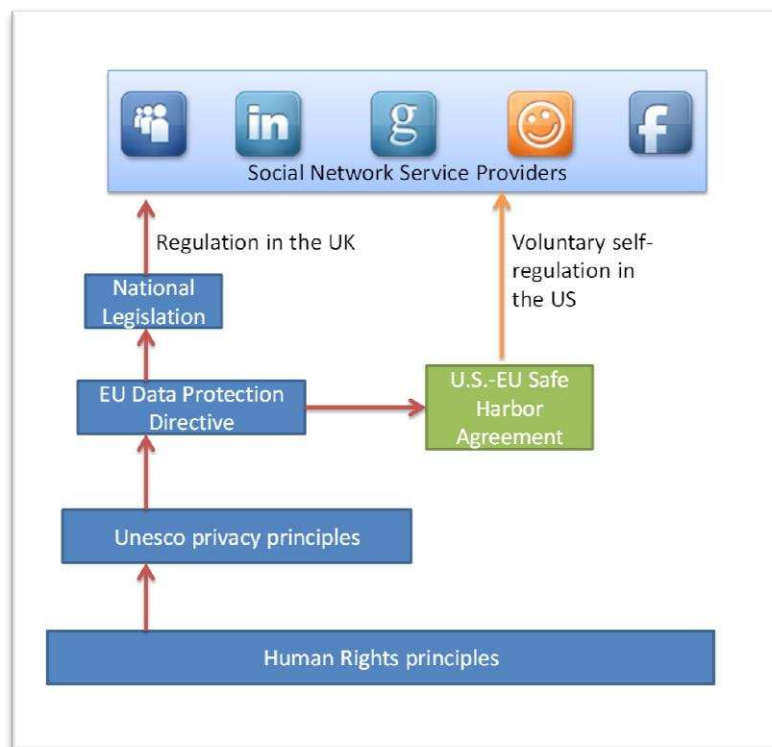 in
g
f
Social Network Service Providers
Regulation in the UK
Voluntary self-
regulation in
the US
National
Legislation
EU Data Protection
Directive
U.S.-EU Safe
Harbor
Agreement
Unesco privacy principles
Human Rights principles